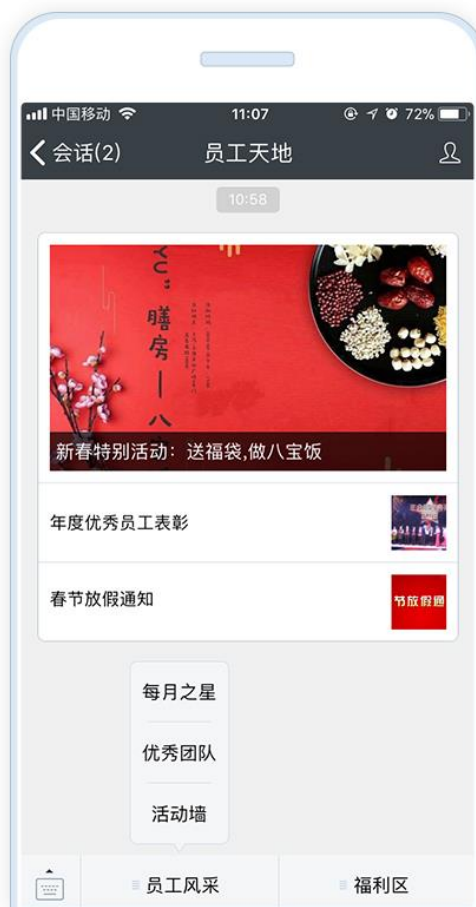 中国移动
11:07
72%
会话(2)
员工天地
10:58
膳房一八
新春特别活动：送福袋,做八宝饭
年度优秀员工表彰
春节放假通知
节放假通
每月之星
优秀团队
活动墙
员工风采
福利区